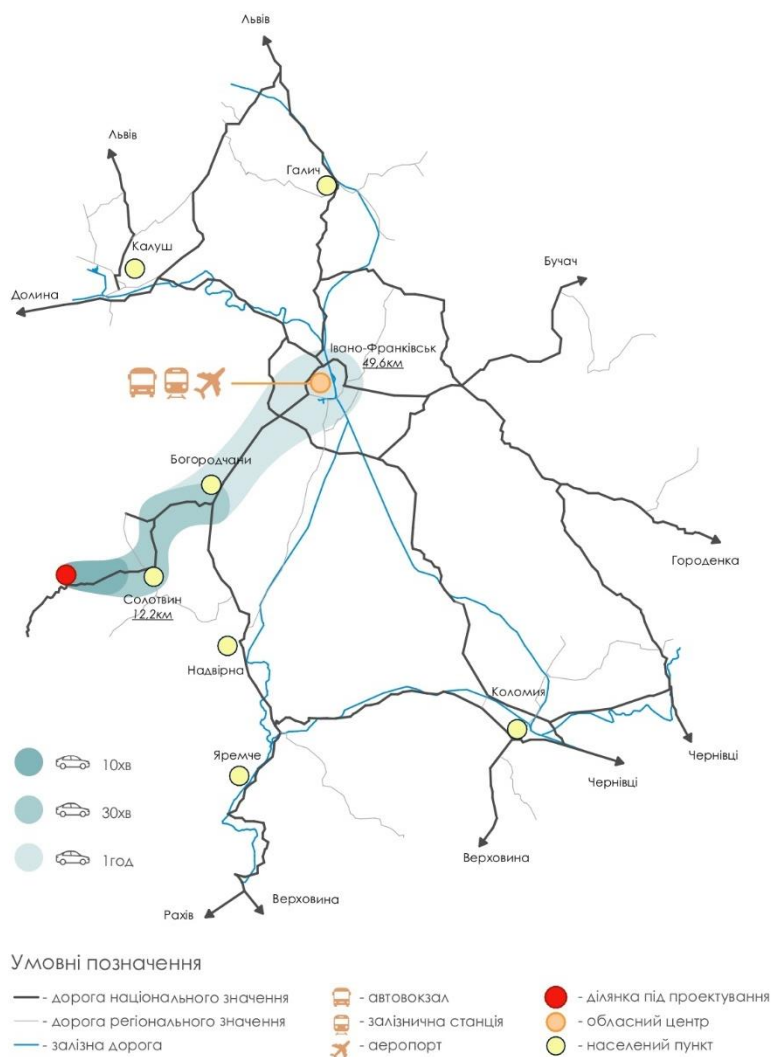 Львів
Львів
Галич
Калуш
Бучач
Долина
Івано-Франківськ
49,6км
Богородчани
Городенка
Солотвин
12,2км
Надвірна
Коломия
Чернівці
Яремче
Чернівці
Верховина
Верховина
Рахів
10хв
30хв
1год
Умовні позначення
- дорога національного значення
- дорога регіонального значення
- залізна дорога
- автовокзал
- залізнична станція
- аеропорт
- ділянка під проектування
- обласний центр
- населений пункт